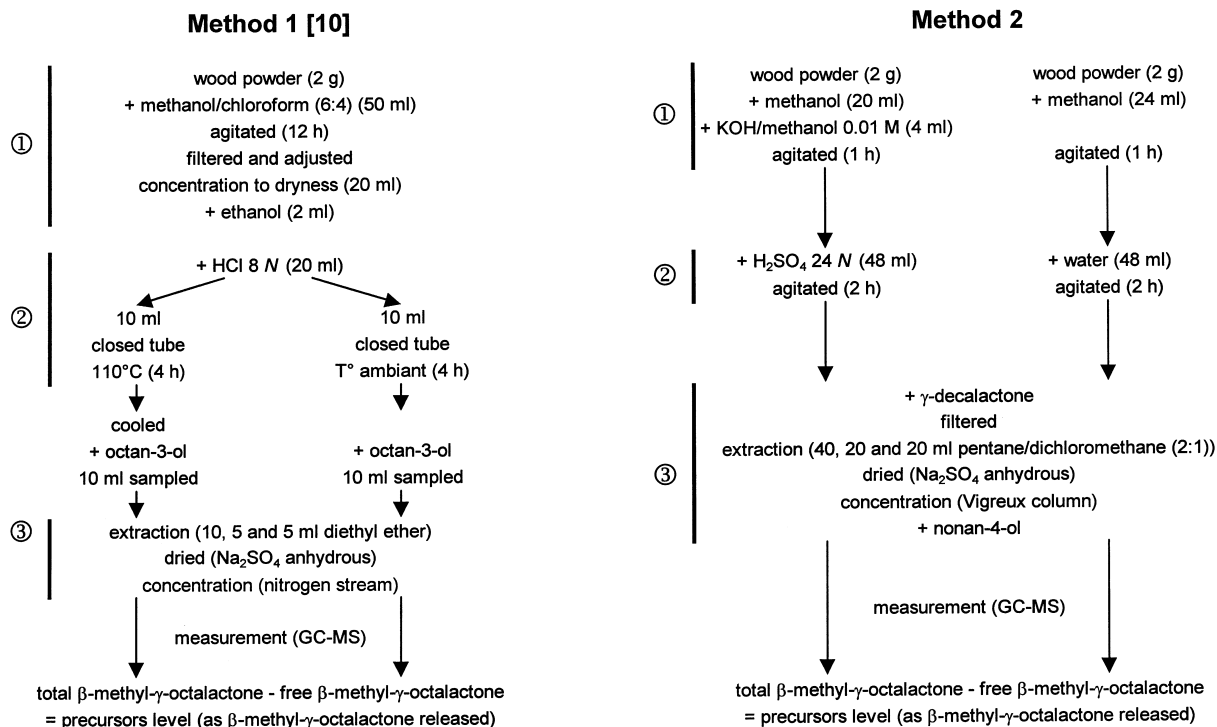 Method 1 [10]
①
wood powder (2 g)
+ methanol/chloroform (6:4) (50 ml)
agitated (12 h)
filtered and adjusted
concentration to dryness (20 ml)
+ ethanol (2 ml)
②
+ HCl 8 N (20 ml)
10 ml
closed tube
110°C (4 h)
cooled
+ octan-3-ol
10 ml sampled
10 ml
closed tube
T° ambiant (4 h)
+ octan-3-ol
10 ml sampled
③
extraction (10, 5 and 5 ml diethyl ether)
dried (Na₂SO₄ anhydrous)
concentration (nitrogen stream)
measurement (GC-MS)
total β-methyl-γ-octalactone - free β-methyl-γ-octalactone
= precursors level (as β-methyl-γ-octalactone released)
Method 2
①
wood powder (2 g)
+ methanol (20 ml)
+ KOH/methanol 0.01 M (4 ml)
agitated (1 h)
wood powder (2 g)
+ methanol (24 ml)
agitated (1 h)
②
+ H₂SO₄ 24 N (48 ml)
agitated (2 h)
+ water (48 ml)
agitated (2 h)
③
+ γ-decalactone
filtered
extraction (40, 20 and 20 ml pentane/dichloromethane (2:1))
dried (Na₂SO₄ anhydrous)
concentration (Vigreux column)
+ nonan-4-ol
measurement (GC-MS)
total β-methyl-γ-octalactone - free β-methyl-γ-octalactone
= precursors level (as β-methyl-γ-octalactone released)